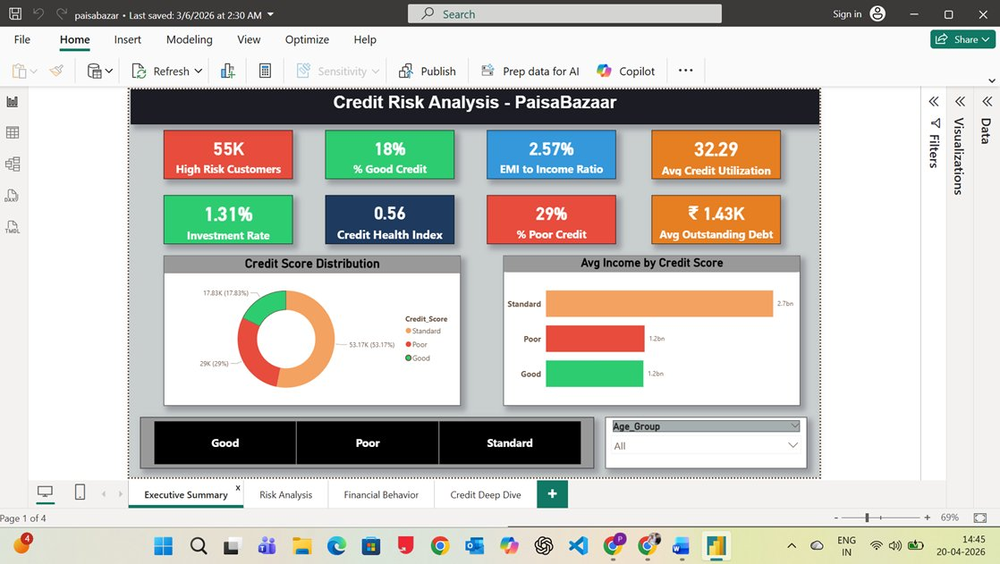 paisabazar • Last saved: 3/6/2026 at 2:30 AM
Search
Sign in
File Home Insert Modeling View Optimize Help
Share
Refresh
Sensitivity
Publish
Prep data for AI
Copilot
Credit Risk Analysis - PaisaBazaar
55K
High Risk Customers
18%
% Good Credit
2.57%
EMI to Income Ratio
32.29
Avg Credit Utilization
1.31%
Investment Rate
0.56
Credit Health Index
29%
% Poor Credit
₹ 1.43K
Avg Outstanding Debt
Credit Score Distribution
17.83K (17.83%)
53.17K (53.17%)
29K (29%)
Credit_Score
Standard
Poor
Good
Avg Income by Credit Score
Standard 2.7bn
Poor 1.2bn
Good 1.2bn
Good Poor Standard
Age_Group
All
Filters
Visualizations
Data
DAX
TMDL
Executive Summary x
Risk Analysis
Financial Behavior
Credit Deep Dive
+
Page 1 of 4
- + 69%
4
P
ENG
IN
14:45
20-04-2026